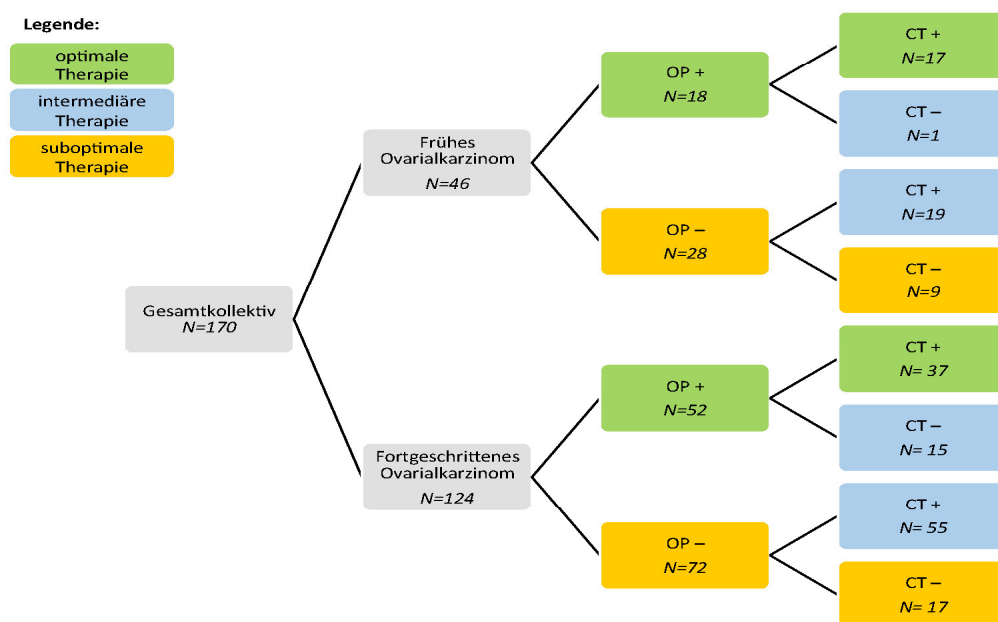 Legende:
optimale
Therapie
intermediäre
Therapie
suboptimale
Therapie
Gesamtkollektiv
N=170
Frühes
Ovarialkarzinom
N=46
Fortgeschrittenes
Ovarialkarzinom
N=124
OP +
N=18
OP –
N=28
OP +
N=52
OP –
N=72
CT +
N=17
CT –
N=1
CT +
N=19
CT –
N=9
CT +
N= 37
CT –
N= 15
CT +
N= 55
CT –
N= 17